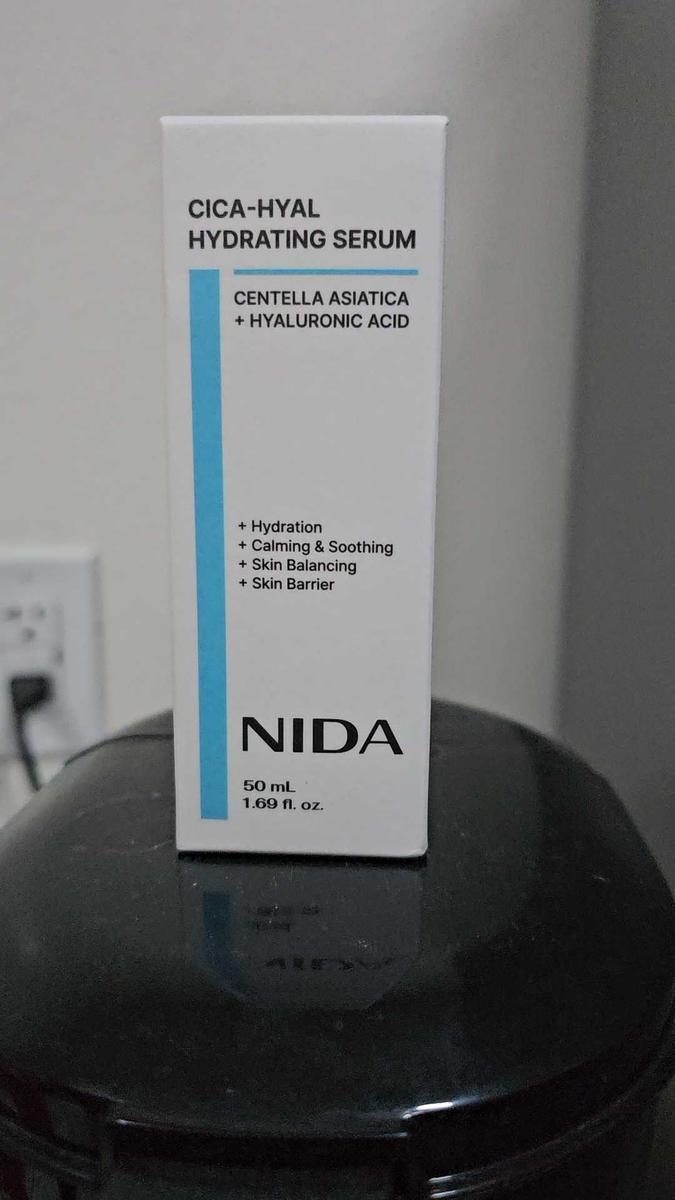 CICA-HYAL
HYDRATING SERUM
CENTELLA ASIATICA
+ HYALURONIC ACID
+ Hydration
+ Calming & Soothing
+ Skin Balancing
+ Skin Barrier
NIDA
50 mL
1.69 fl. oz.